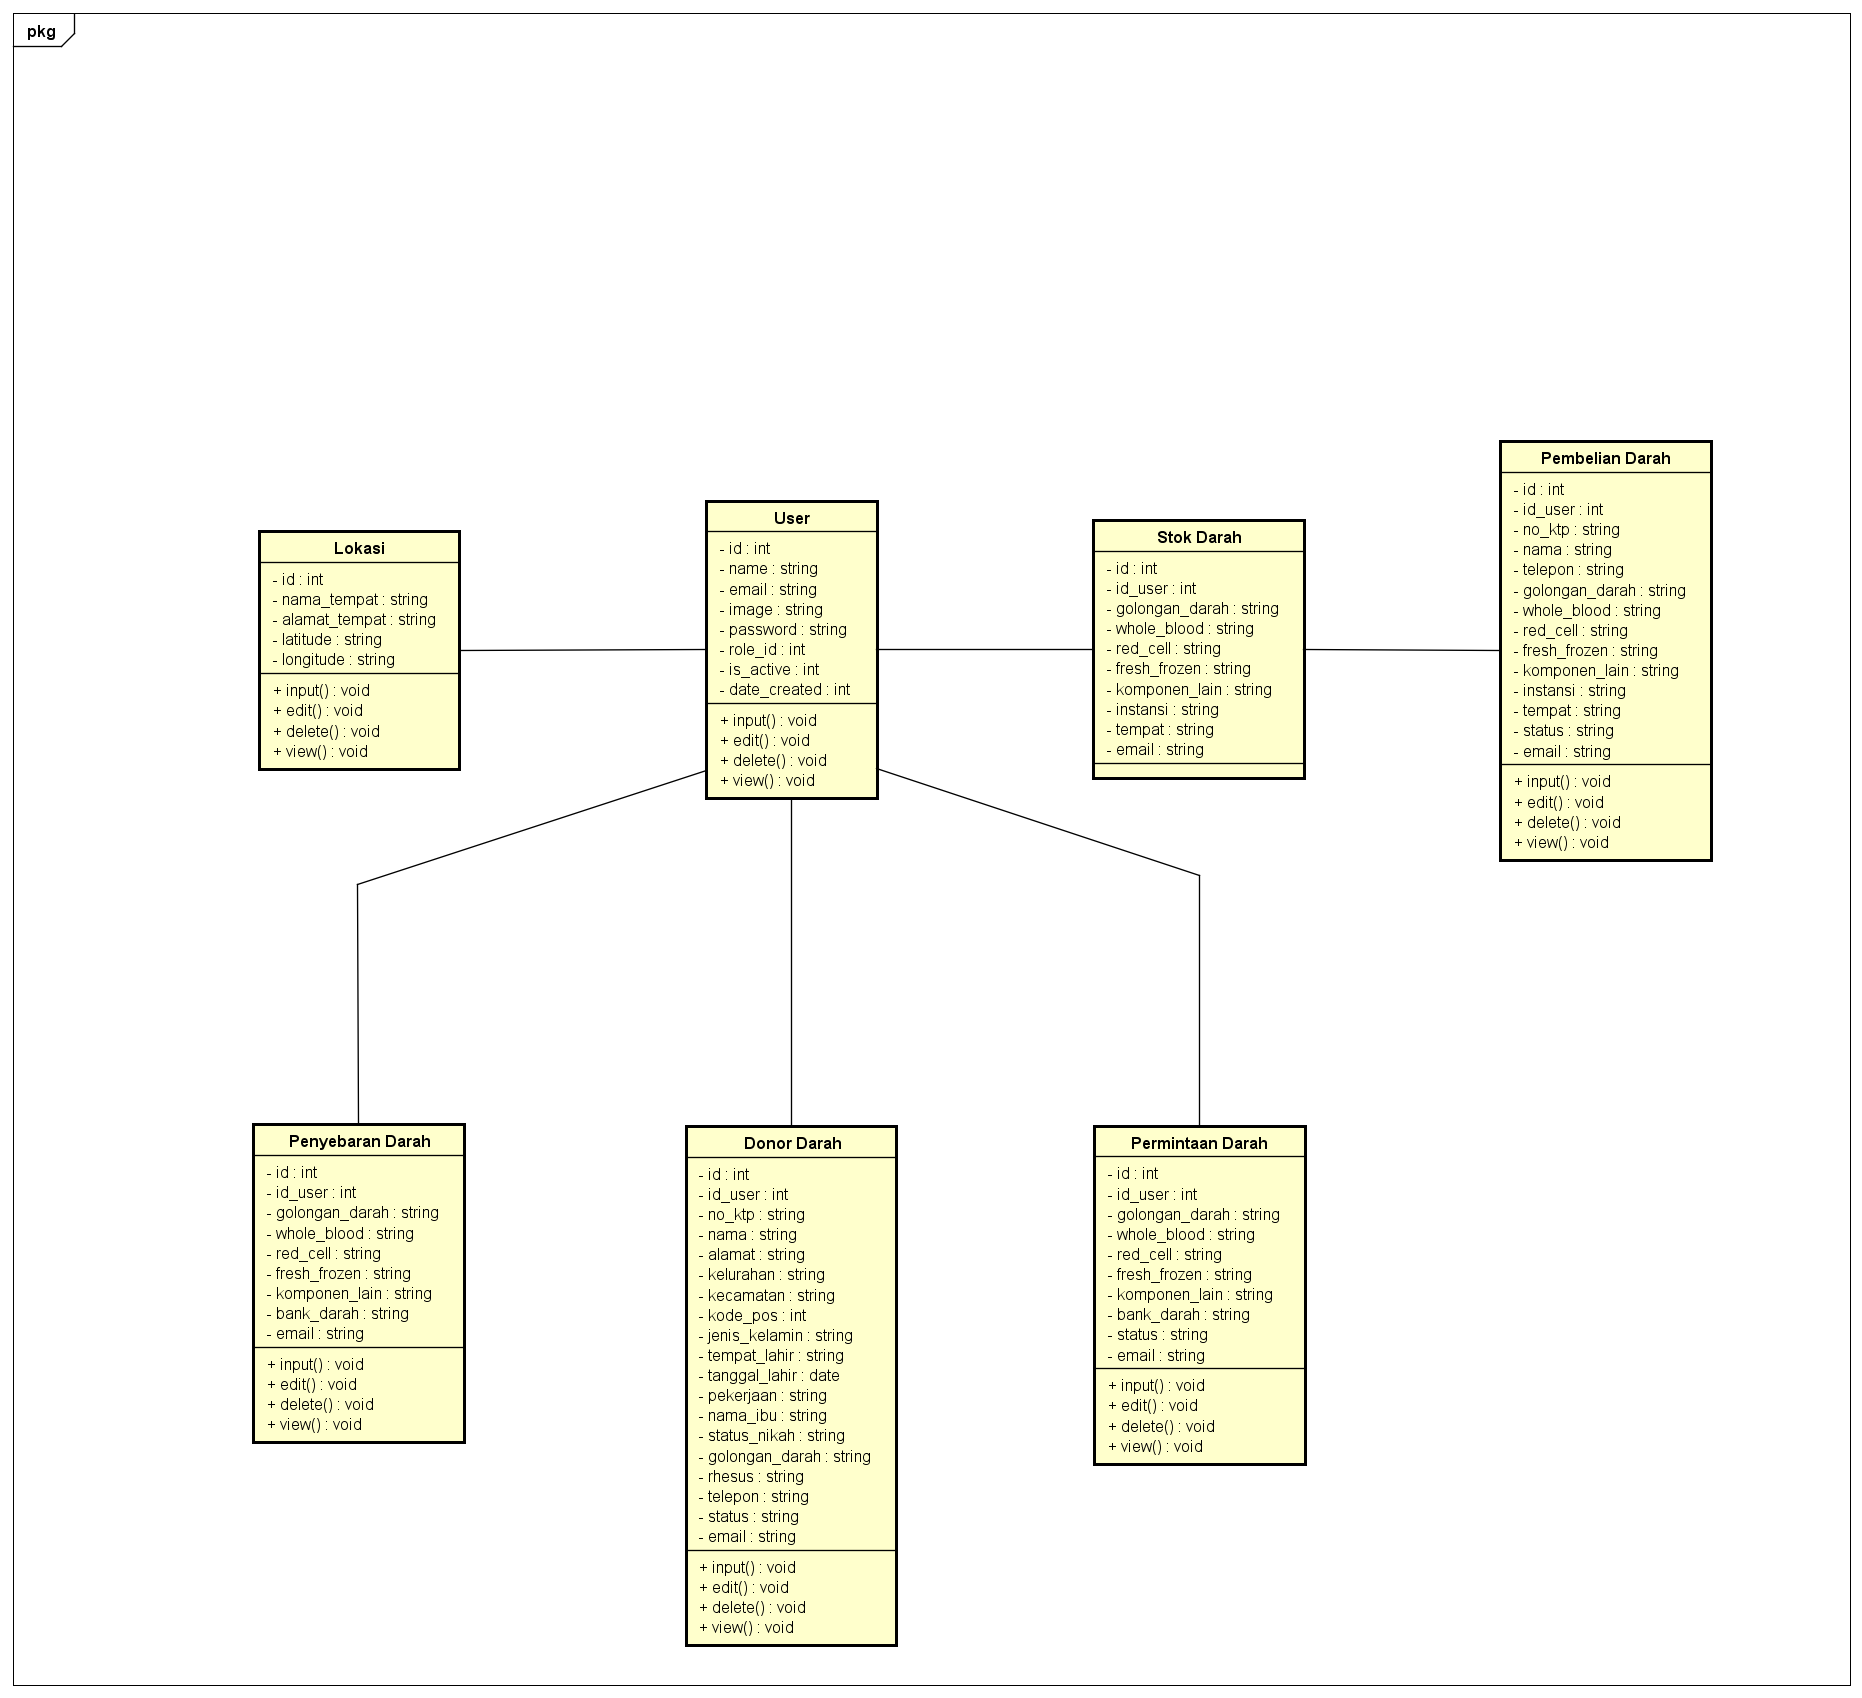 pkg
Lokasi
- id : int
- nama_tempat : string
- alamat_tempat : string
- latitude : string
- longitude : string
+ input() : void
+ edit() : void
+ delete() : void
+ view() : void
User
- id : int
- name : string
- email : string
- image : string
- password : string
- role_id : int
- is_active : int
- date_created : int
+ input() : void
+ edit() : void
+ delete() : void
+ view() : void
Stok Darah
- id : int
- id_user : int
- golongan_darah : string
- whole_blood : string
- red_cell : string
- fresh_frozen : string
- komponen_lain : string
- instansi : string
- tempat : string
- email : string
Pembelian Darah
- id : int
- id_user : int
- no_ktp : string
- nama : string
- telepon : string
- golongan_darah : string
- whole_blood : string
- red_cell : string
- fresh_frozen : string
- komponen_lain : string
- instansi : string
- tempat : string
- status : string
- email : string
+ input() : void
+ edit() : void
+ delete() : void
+ view() : void
Penyebaran Darah
- id : int
- id_user : int
- golongan_darah : string
- whole_blood : string
- red_cell : string
- fresh_frozen : string
- komponen_lain : string
- bank_darah : string
- email : string
+ input() : void
+ edit() : void
+ delete() : void
+ view() : void
Donor Darah
- id : int
- id_user : int
- no_ktp : string
- nama : string
- alamat : string
- kelurahan : string
- kecamatan : string
- kode_pos : int
- jenis_kelamin : string
- tempat_lahir : string
- tanggal_lahir : date
- pekerjaan : string
- nama_ibu : string
- status_nikah : string
- golongan_darah : string
- rhesus : string
- telepon : string
- status : string
- email : string
+ input() : void
+ edit() : void
+ delete() : void
+ view() : void
Permintaan Darah
- id : int
- id_user : int
- golongan_darah : string
- whole_blood : string
- red_cell : string
- fresh_frozen : string
- komponen_lain : string
- bank_darah : string
- status : string
- email : string
+ input() : void
+ edit() : void
+ delete() : void
+ view() : void